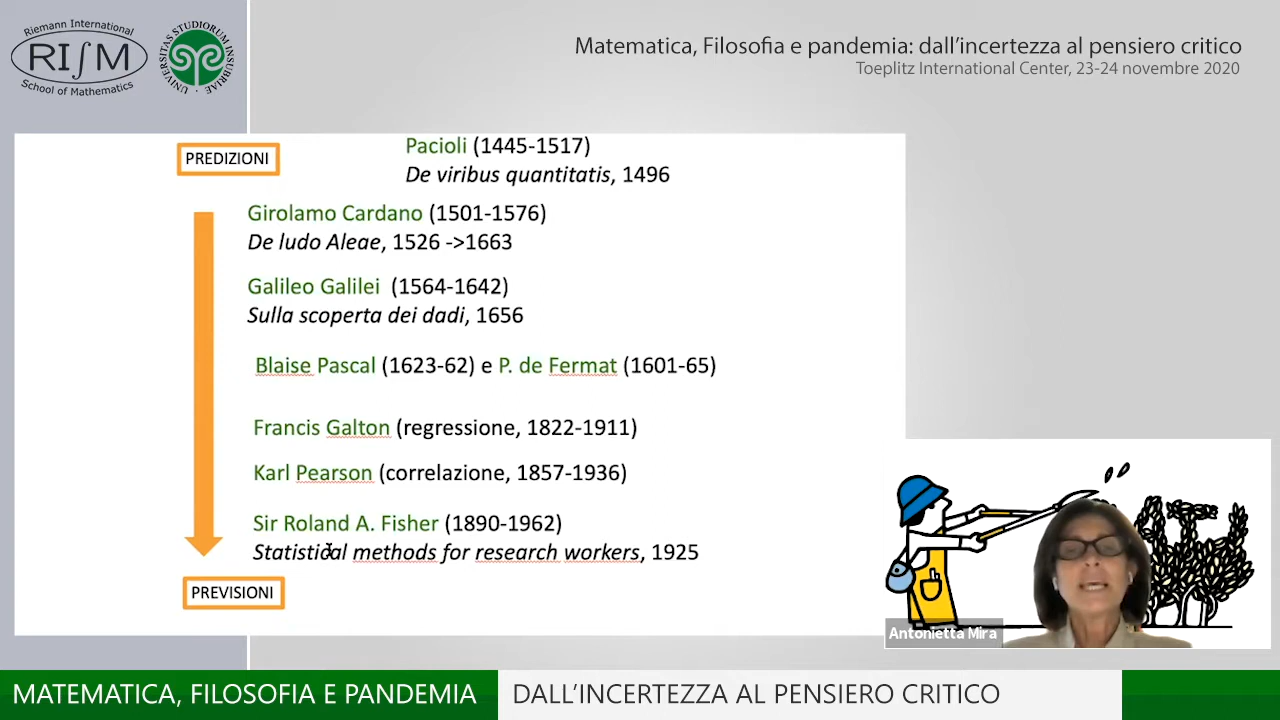 Riemann International
RISM
School of Mathematics
UNIVERSITAS STUDIORUM INSUBRIAE
Matematica, Filosofia e pandemia: dall'incertezza al pensiero critico
Toeplitz International Center, 23-24 novembre 2020
PREDIZIONI
Pacioli (1445-1517)
De viribus quantitatis, 1496
Girolamo Cardano (1501-1576)
De ludo Aleae, 1526 ->1663
Galileo Galilei (1564-1642)
Sulla scoperta dei dadi, 1656
Blaise Pascal (1623-62) e P. de Fermat (1601-65)
Francis Galton (regressione, 1822-1911)
Karl Pearson (correlazione, 1857-1936)
Sir Roland A. Fisher (1890-1962)
Statistical methods for research workers, 1925
PREVISIONI
Antonietta Mira
MATEMATICA, FILOSOFIA E PANDEMIA
DALL'INCERTEZZA AL PENSIERO CRITICO